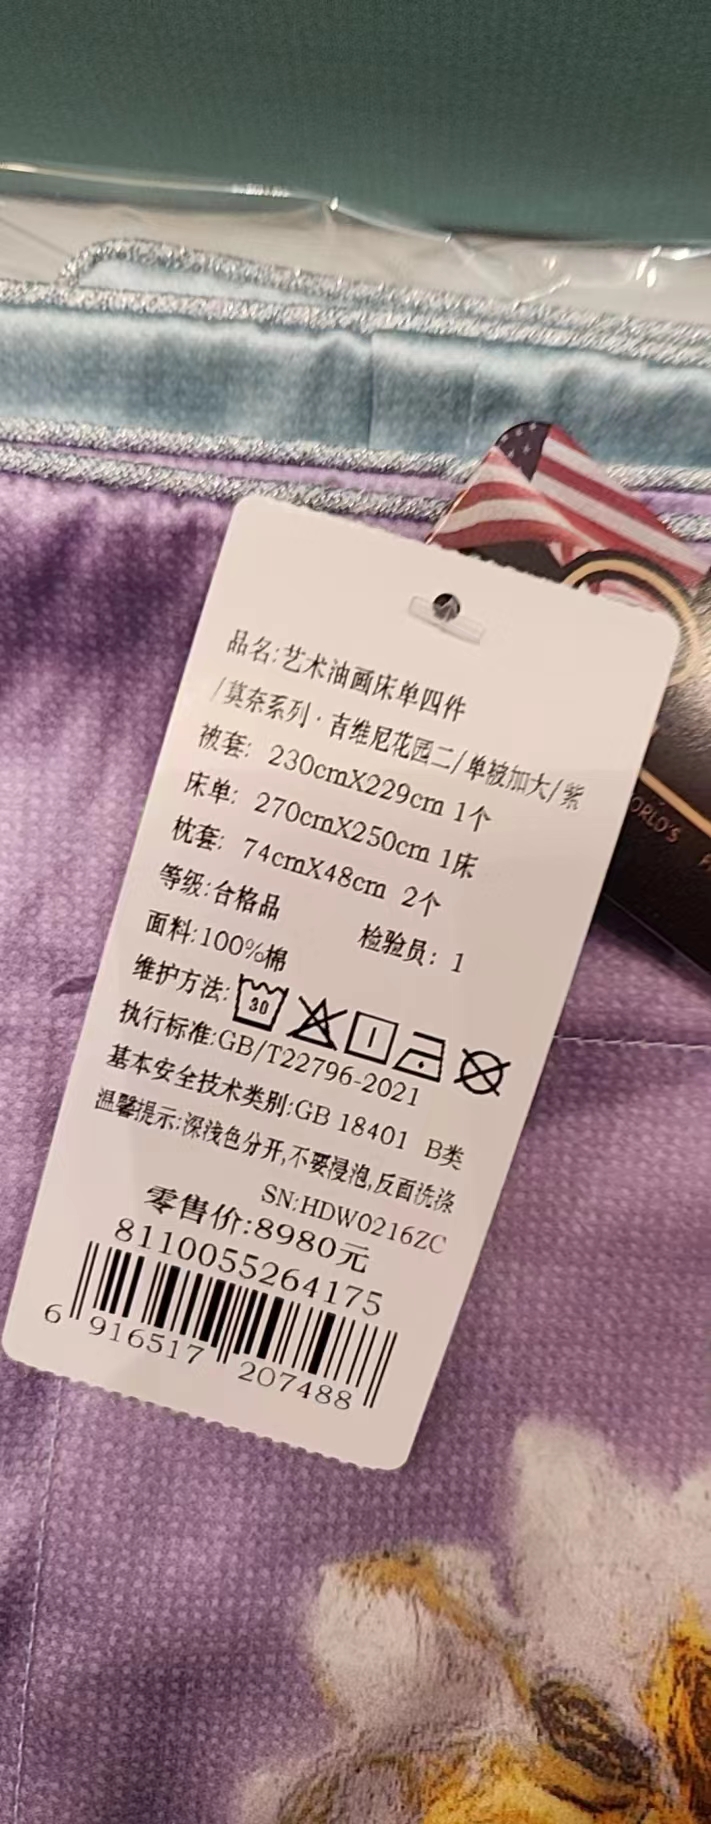 品名:艺术油画床单四件
/莫奈系列·吉维尼花园二/单被加大/紫
被套: 230cmX229cm 1个
床单: 270cmX250cm 1床
枕套: 74cmX48cm 2个
等级:合格品 检验员: 1
面料:100%棉
维护方法: 30
执行标准:GB/T22796-2021
基本安全技术类别:GB 18401 B类
温馨提示:深浅色分开,不要浸泡,反面洗涤
SN:HDW0216ZC
零售价:8980元
8110055264175
6 916517 207488
WORLD'S